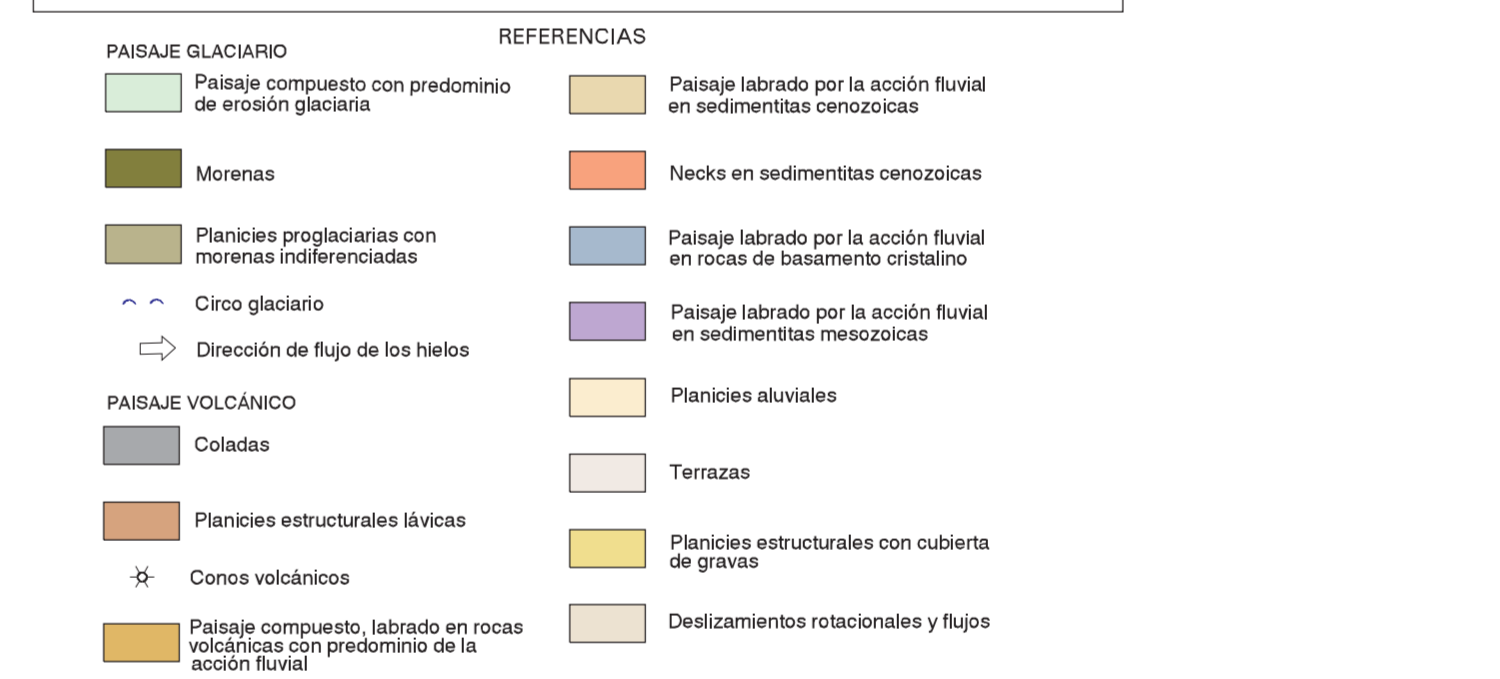 REFERENCIAS
PAISAJE GLACIARIO
Paisaje compuesto con predominio
de erosión glaciaria
Morenas
Planicies proglaciarias con
morenas indiferenciadas
Circo glaciario
Dirección de flujo de los hielos
PAISAJE VOLCÁNICO
Coladas
Planicies estructurales lávicas
Conos volcánicos
Paisaje compuesto, labrado en rocas
volcánicas con predominio de la
acción fluvial
Paisaje labrado por la acción fluvial
en sedimentitas cenozoicas
Necks en sedimentitas cenozoicas
Paisaje labrado por la acción fluvial
en rocas de basamento cristalino
Paisaje labrado por la acción fluvial
en sedimentitas mesozoicas
Planicies aluviales
Terrazas
Planicies estructurales con cubierta
de gravas
Deslizamientos rotacionales y flujos